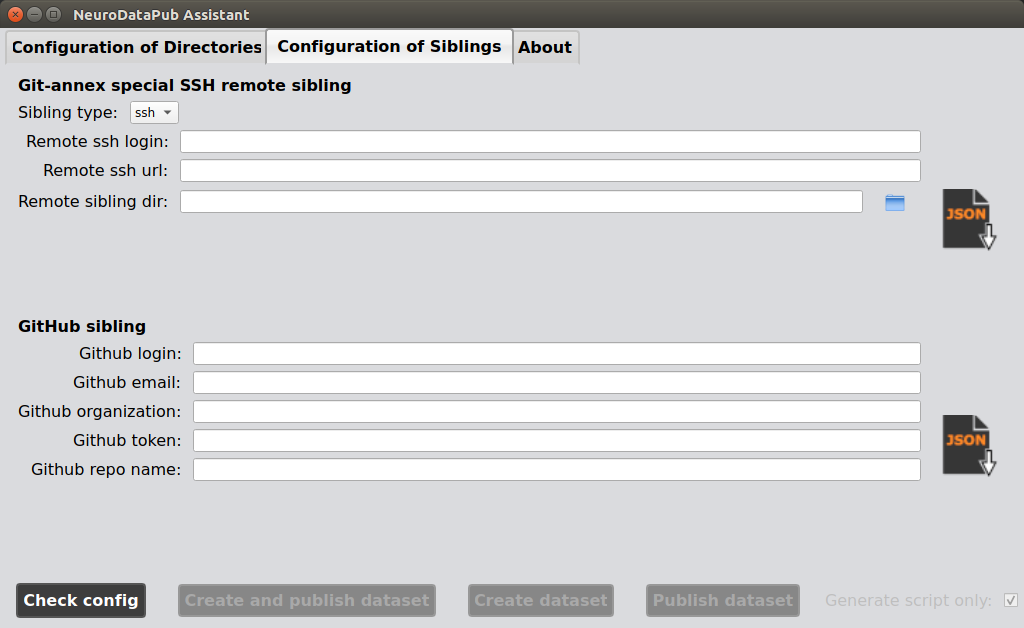 NeuroDataPub Assistant
Configuration of Directories Configuration of Siblings About
Git-annex special SSH remote sibling
Sibling type: ssh
Remote ssh login:
Remote ssh url:
Remote sibling dir:
JSON
GitHub sibling
Github login:
Github email:
Github organization:
Github token:
JSON
Github repo name:
Check config Create and publish dataset Create dataset Publish dataset Generate script only: